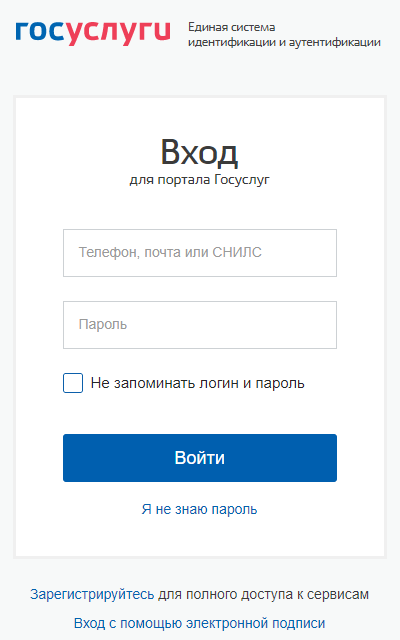 госуслуги
Единая система
идентификации и аутентификации
Вход
для портала Госуслуг
Телефон, почта или СНИЛС
Пароль
Не запоминать логин и пароль
Войти
Я не знаю пароль
Зарегистрируйтесь для полного доступа к сервисам
Вход с помощью электронной подписи